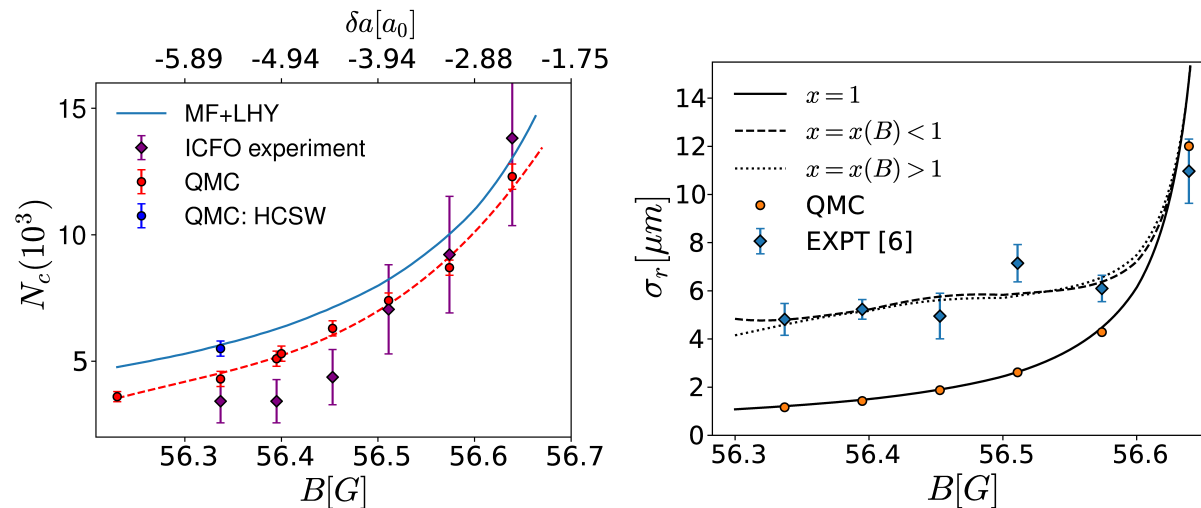 δa[a₀]
-5.89 -4.94 -3.94 -2.88 -1.75
15
10
5
N_c(10³)
MF+LHY
ICFO experiment
QMC
QMC: HCSW
56.3 56.4 56.5 56.6 56.7
B[G]
14
12
10
8
6
4
2
0
σ_r[μm]
x = 1
x = x(B) < 1
x = x(B) > 1
QMC
EXPT [6]
56.3 56.4 56.5 56.6
B[G]